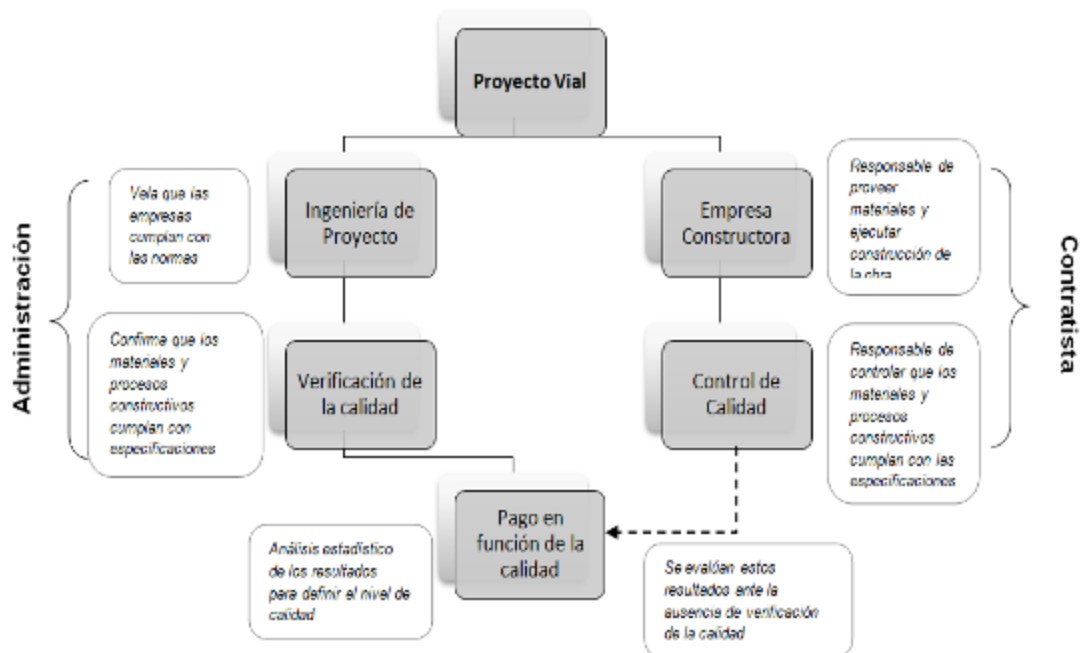 Proyecto Vial
Administración
Vela que las
empresas
cumplan con
las normas
Ingeniería de
Proyecto
Empresa
Constructora
Responsable de
proveer
materiales y
ejecutar
construcción de
la obra
Contratista
Confirma que los
materiales y
procesos
constructivos
cumplan con
especificaciones
Verificación de
la calidad
Control de
Calidad
Responsable de
controlar que los
materiales y
procesos
constructivos
cumplan con las
especificaciones
Pago en
función de la
calidad
Análisis estadístico
de los resultados
para definir el nivel de
calidad
Se evalúan estos
resultados ante la
ausencia de verificación
de la calidad